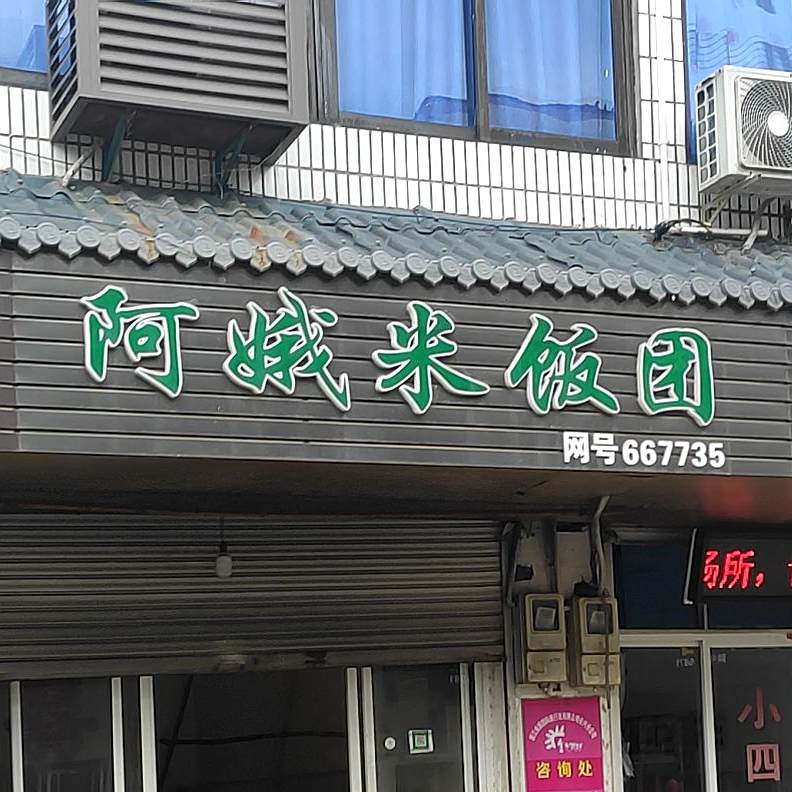 阿娥米饭团
网号667735
场所，
咨询处
小
四